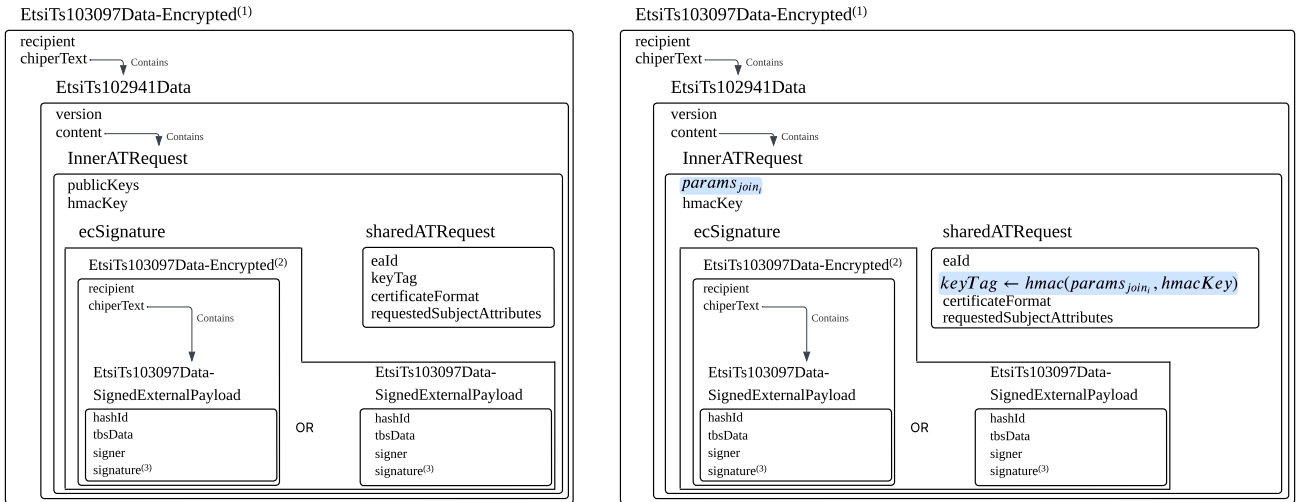 EtsiTs103097Data-Encrypted(1)
recipient
chiperText
Contains
EtsiTs102941Data
version
content
Contains
InnerATRequest
publicKeys
hmacKey
ecSignature
sharedATRequest
EtsiTs103097Data-Encrypted(2)
recipient
chiperText
Contains
eaId
keyTag
certificateFormat
requestedSubjectAttributes
EtsiTs103097Data-
SignedExternalPayload
hashId
tbsData
signer
signature(3)
OR
EtsiTs103097Data-
SignedExternalPayload
hashId
tbsData
signer
signature(3)
EtsiTs103097Data-Encrypted(1)
recipient
chiperText
Contains
EtsiTs102941Data
version
content
Contains
InnerATRequest
params_join_i
hmacKey
ecSignature
sharedATRequest
EtsiTs103097Data-Encrypted(2)
recipient
chiperText
Contains
eaId
keyTag ← hmac(params_join_i, hmacKey)
certificateFormat
requestedSubjectAttributes
EtsiTs103097Data-
SignedExternalPayload
hashId
tbsData
signer
signature(3)
OR
EtsiTs103097Data-
SignedExternalPayload
hashId
tbsData
signer
signature(3)